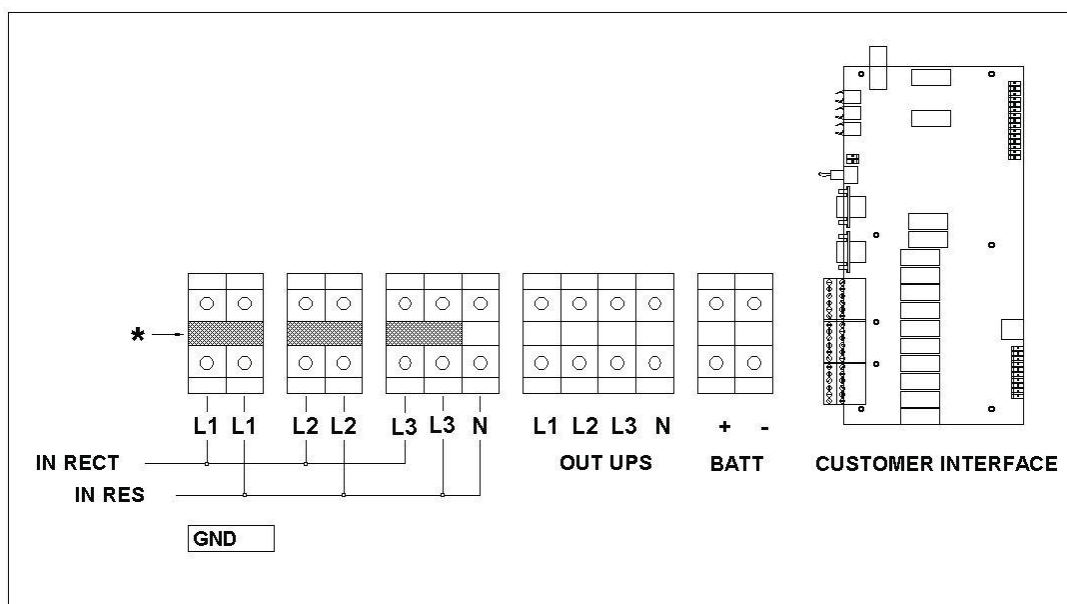 *
L1 L1 L2 L2 L3 L3 N L1 L2 L3 N + -
IN RECT OUT UPS BATT CUSTOMER INTERFACE
IN RES
GND